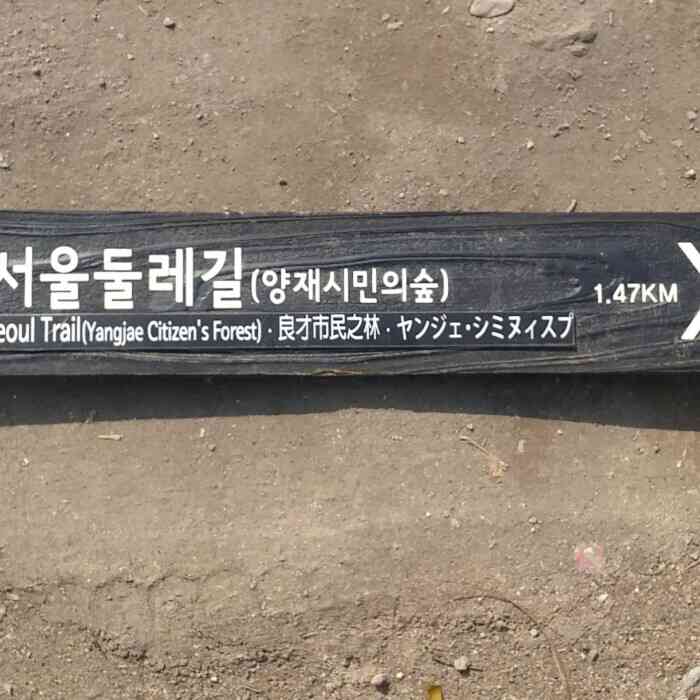 서울둘레길(양재시민의숲) 1.47KM
eoul Trail(Yangjae Citizen's Forest) · 良才市民之林 · ヤンジェ・シミヌィスプ